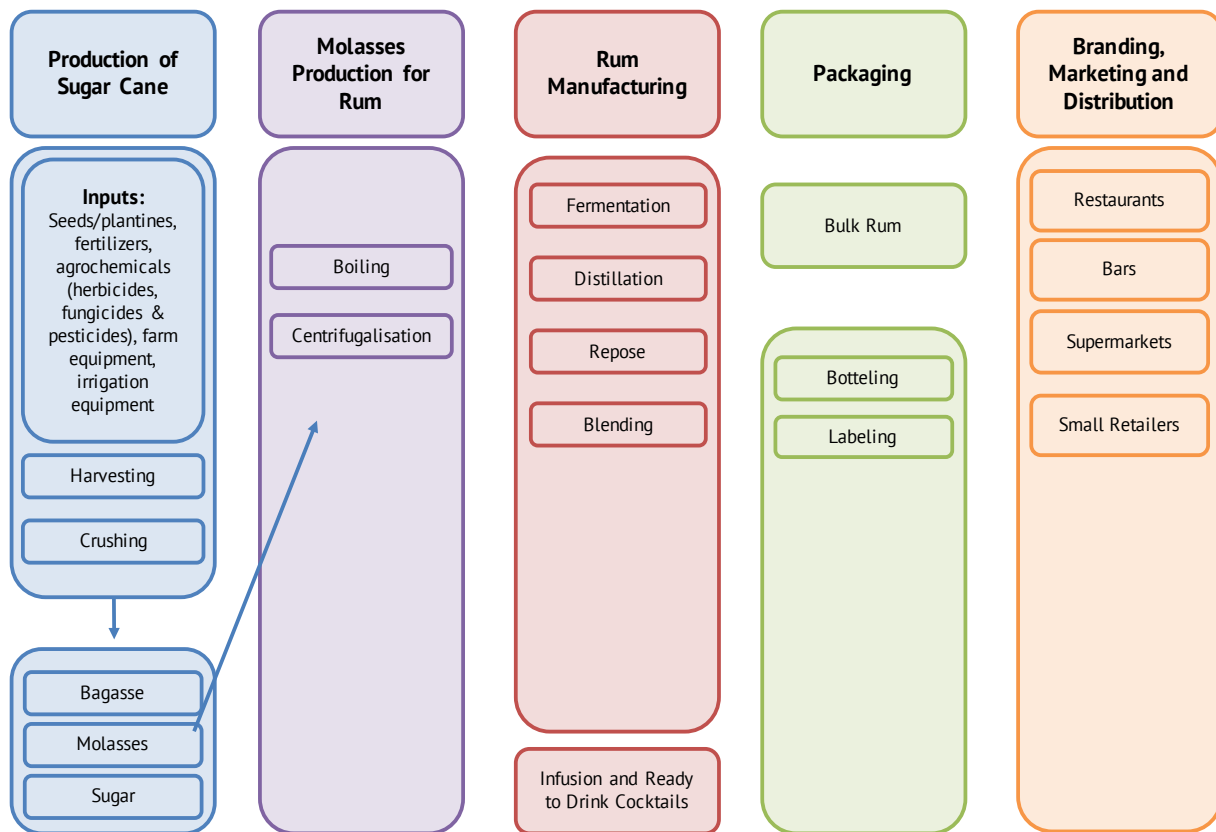 Production of
Sugar Cane
Molasses
Production for
Rum
Rum
Manufacturing
Packaging
Branding,
Marketing and
Distribution
Inputs:
Seeds/plantines,
fertilizers,
agrochemicals
(herbicides,
fungicides &
pesticides), farm
equipment,
irrigation
equipment
Harvesting
Crushing
Bagasse
Molasses
Sugar
Boiling
Centrifugalisation
Fermentation
Distillation
Repose
Blending
Infusion and Ready
to Drink Cocktails
Bulk Rum
Botteling
Labeling
Restaurants
Bars
Supermarkets
Small Retailers